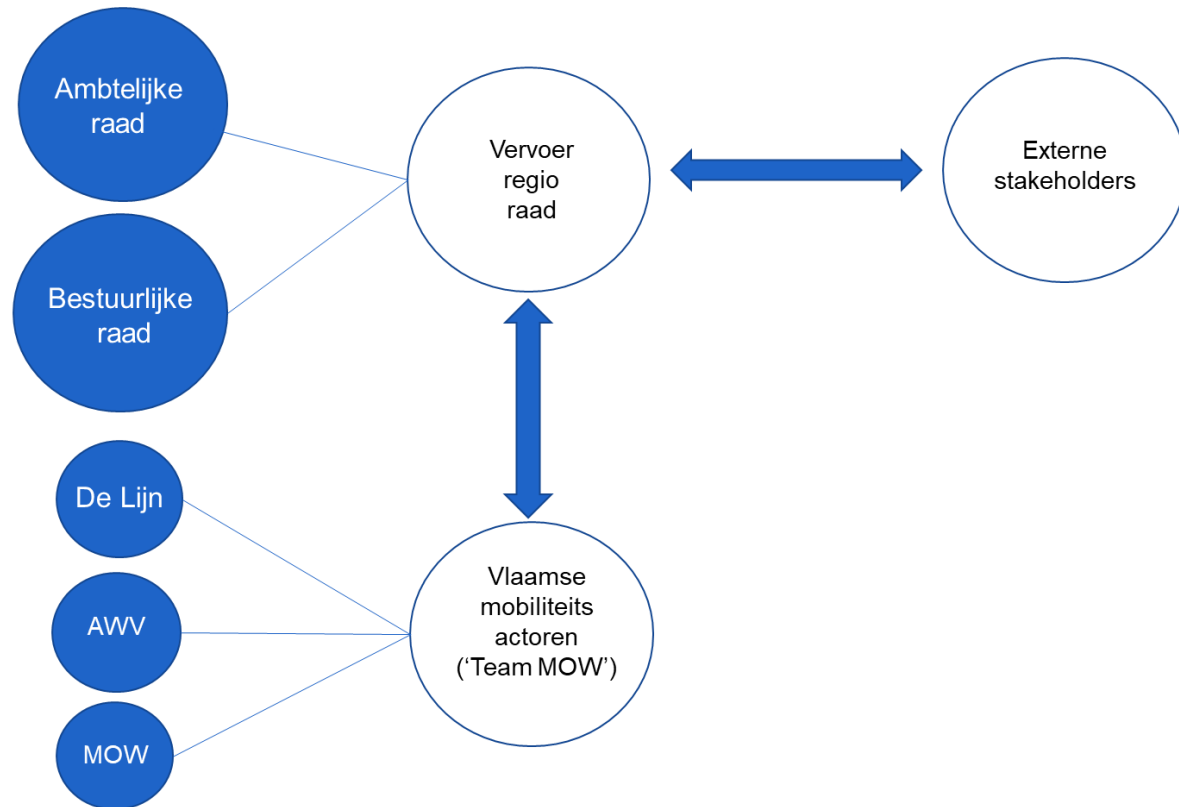 Ambtelijke
raad
Bestuurlijke
raad
Vervoer
regio
raad
Externe
stakeholders
De Lijn
AWV
MOW
Vlaamse
mobiliteits
actoren
(‘Team MOW’)